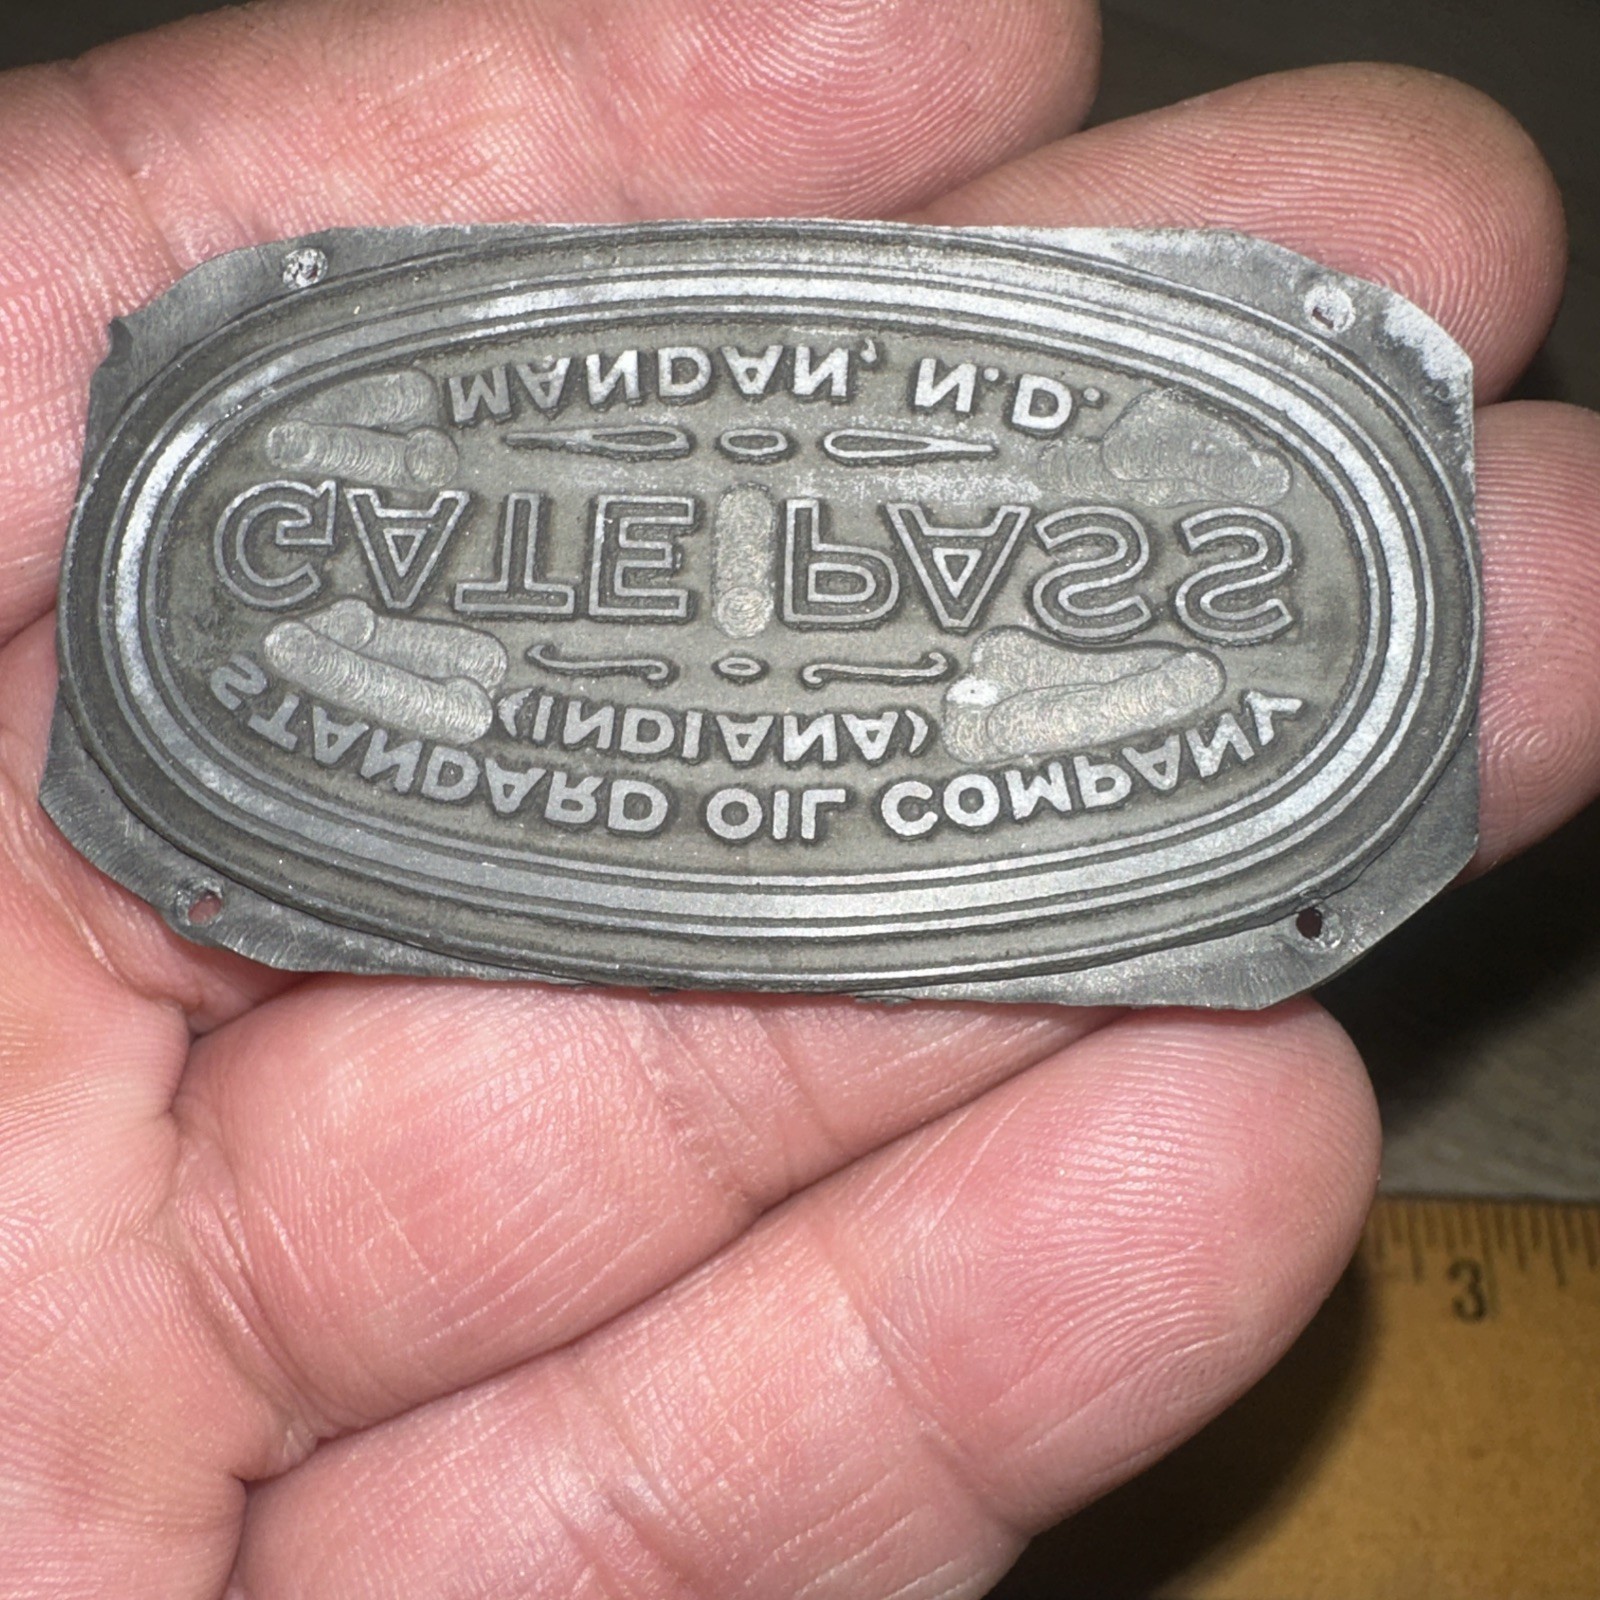 STANDARD OIL COMPANY
(INDIANA)
GATE PASS
MANDAN, N.D.
3